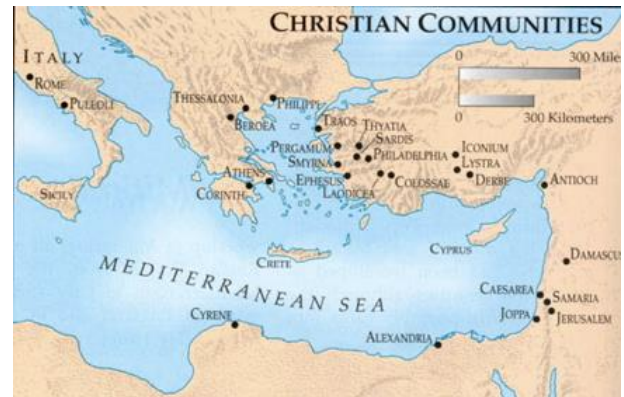 CHRISTIAN COMMUNITIES
ITALY
ROME
PUIEOLI
SICILY
THESSALONIA
PHILIPPI
BEROEA
TRAOS
THYATIA
SARDIS
PERGAMUM
SMYRNA
PHILADELPHIA
EPHESUS
LAODICEA
COLOSSAE
ATHENS
CORINTH
0 300 Miles
0 300 Kilometers
ICONIUM
LYSTRA
DERBE
ANTIOCH
CRETE
CYPRUS
MEDITERRANEAN SEA
DAMASCUS
CAESAREA
SAMARIA
JOPPA
JERUSALEM
CYRENE
ALEXANDRIA